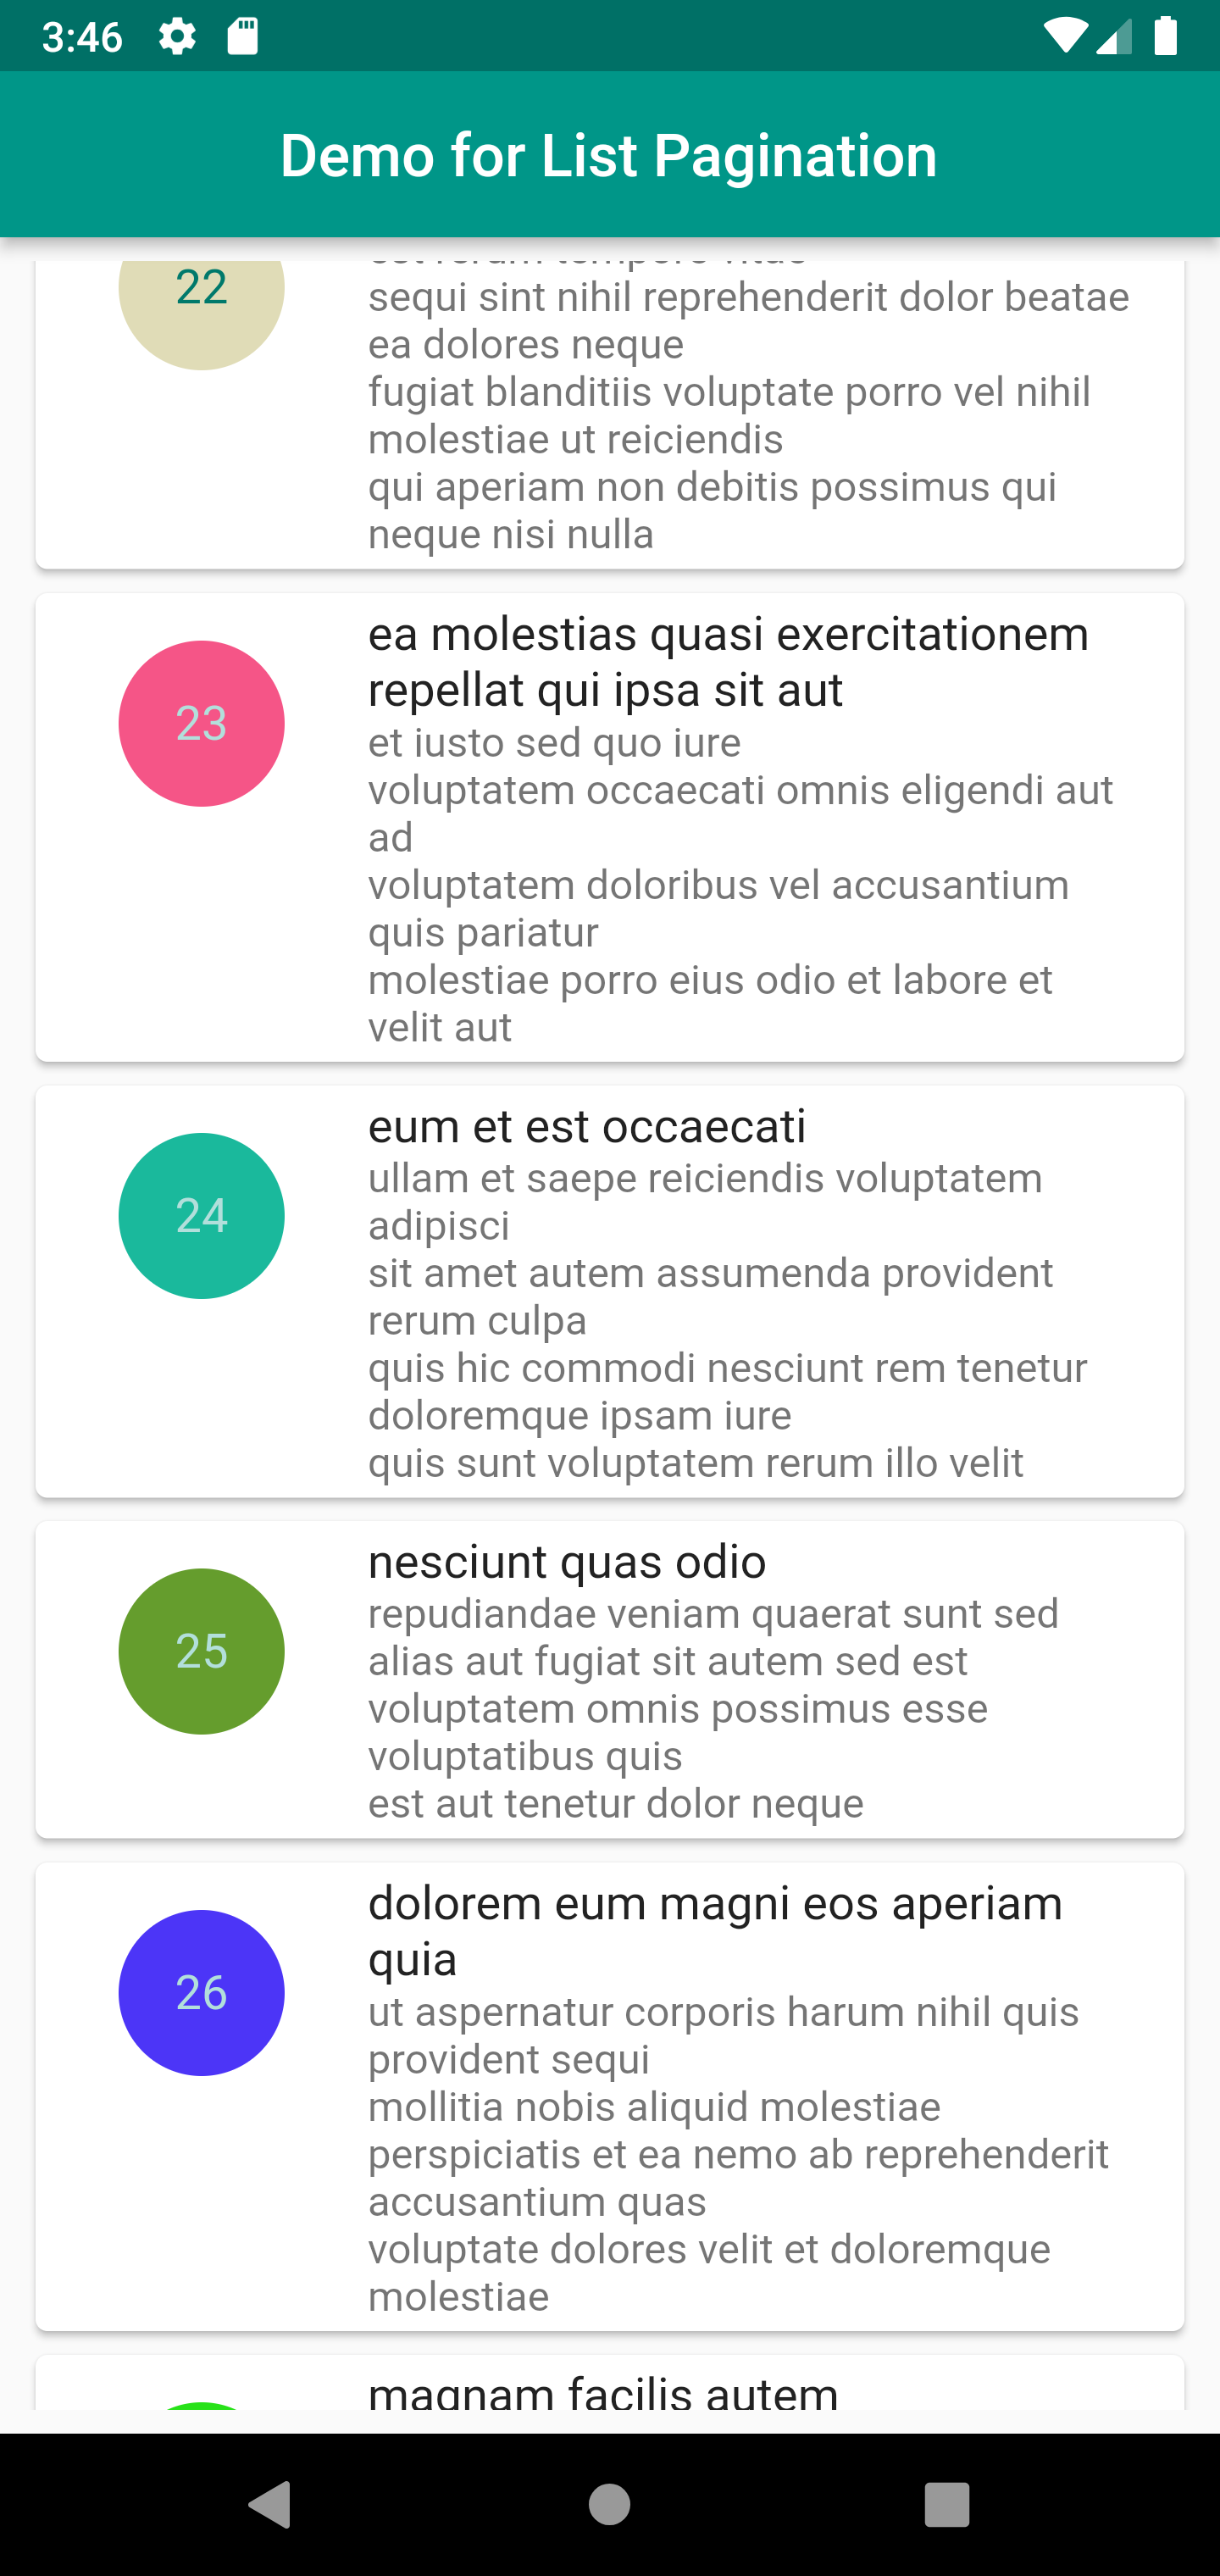 3:46
Demo for List Pagination
22
sequi sint nihil reprehenderit dolor beatae
ea dolores neque
fugiat blanditiis voluptate porro vel nihil
molestiae ut reiciendis
qui aperiam non debitis possimus qui
neque nisi nulla
23
ea molestias quasi exercitationem
repellat qui ipsa sit aut
et iusto sed quo iure
voluptatem occaecati omnis eligendi aut
ad
voluptatem doloribus vel accusantium
quis pariatur
molestiae porro eius odio et labore et
velit aut
24
eum et est occaecati
ullam et saepe reiciendis voluptatem
adipisci
sit amet autem assumenda provident
rerum culpa
quis hic commodi nesciunt rem tenetur
doloremque ipsam iure
quis sunt voluptatem rerum illo velit
25
nesciunt quas odio
repudiandae veniam quaerat sunt sed
alias aut fugiat sit autem sed est
voluptatem omnis possimus esse
voluptatibus quis
est aut tenetur dolor neque
26
dolorem eum magni eos aperiam
quia
ut aspernatur corporis harum nihil quis
provident sequi
mollitia nobis aliquid molestiae
perspiciatis et ea nemo ab reprehenderit
accusantium quas
voluptate dolores velit et doloremque
molestiae
magnam facilis autem